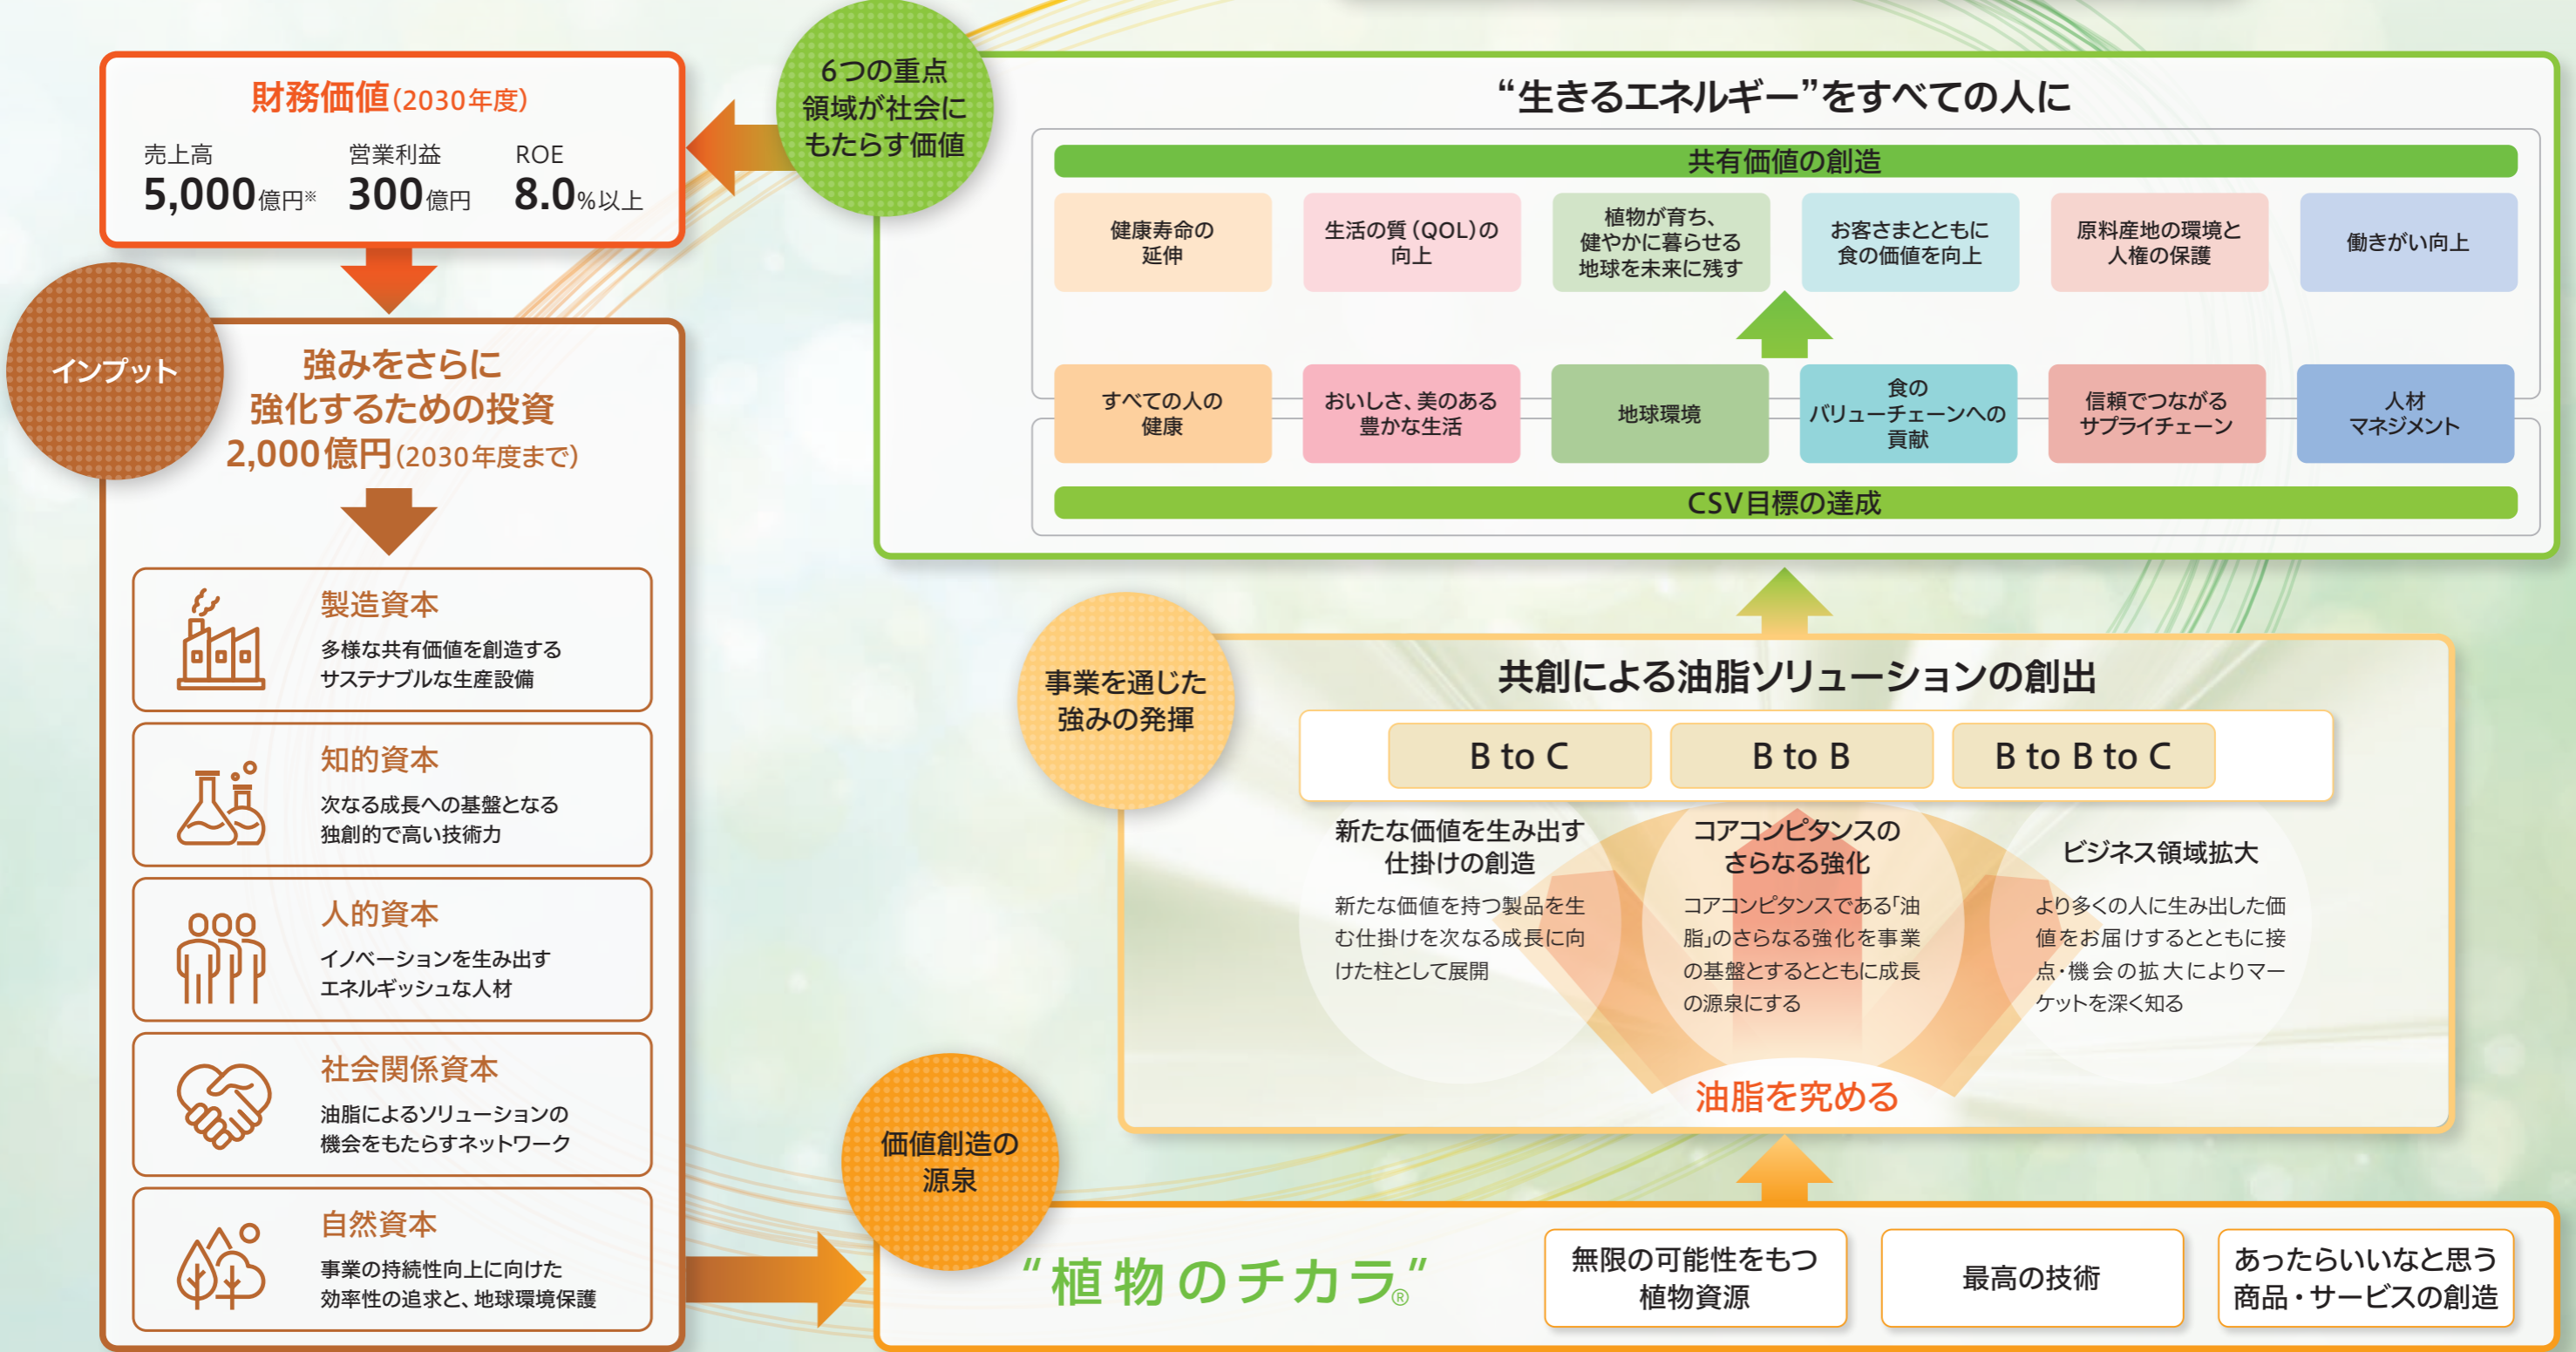 財務価値(2030年度)
売上高
5,000億円※
営業利益
300億円
ROE
8.0%以上
インプット
強みをさらに
強化するための投資
2,000億円(2030年度まで)
製造資本
多様な共有価値を創造する
サステナブルな生産設備
知的資本
次なる成長への基盤となる
独創的で高い技術力
人的資本
イノベーションを生み出す
エネルギッシュな人材
社会関係資本
油脂によるソリューションの
機会をもたらすネットワーク
自然資本
事業の持続性向上に向けた
効率性の追求と、地球環境保護
6つの重点
領域が社会に
もたらす価値
“生きるエネルギー”をすべての人に
共有価値の創造
健康寿命の
延伸
生活の質(QOL)の
向上
植物が育ち、
健やかに暮らせる
地球を未来に残す
お客さまとともに
食の価値を向上
原料産地の環境と
人権の保護
働きがい向上
すべての人の
健康
おいしさ、美のある
豊かな生活
地球環境
食の
バリューチェーンへの
貢献
信頼でつながる
サプライチェーン
人材
マネジメント
CSV目標の達成
事業を通じた
強みの発揮
共創による油脂ソリューションの創出
B to C
B to B
B to B to C
新たな価値を生み出す
仕掛けの創造
新たな価値を持つ製品を生
む仕掛けを次なる成長に向
けた柱として展開
コアコンピタンスの
さらなる強化
コアコンピタンスである「油
脂」のさらなる強化を事業
の基盤とするとともに成長
の源泉にする
ビジネス領域拡大
より多くの人に生み出した価
値をお届けするとともに接
点・機会の拡大によりマー
ケットを深く知る
油脂を究める
価値創造の
源泉
“植物のチカラ®”
無限の可能性をもつ
植物資源
最高の技術
あったらいいなと思う
商品・サービスの創造